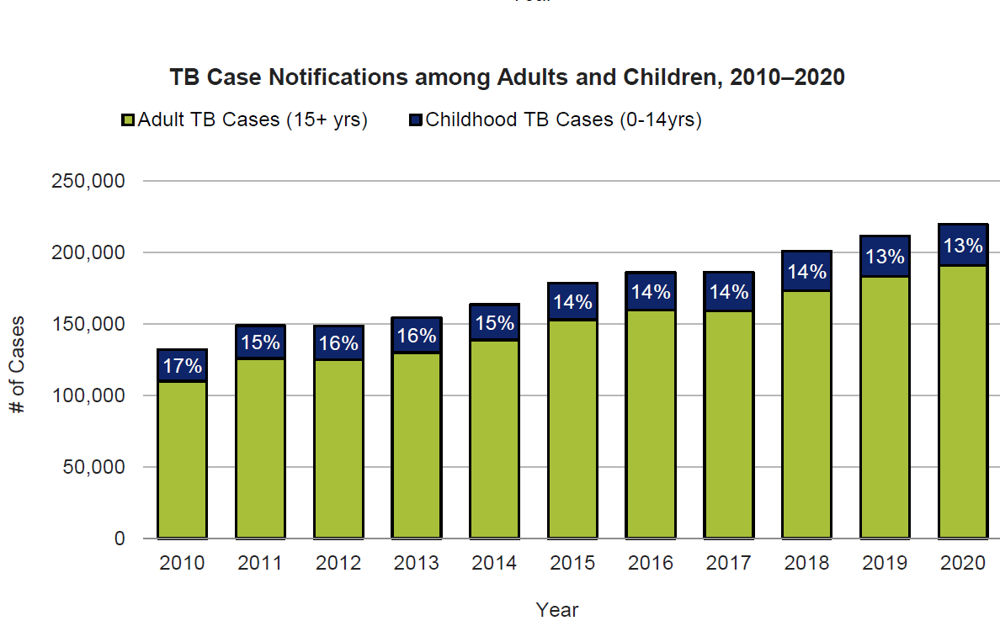 TB Case Notifications among Adults and Children, 2010–2020
Adult TB Cases (15+ yrs) Childhood TB Cases (0-14yrs)
250,000
200,000
150,000
100,000
50,000
0
# of Cases
17% 15% 16% 16% 15% 14% 14% 14% 14% 13% 13%
2010 2011 2012 2013 2014 2015 2016 2017 2018 2019 2020
Year